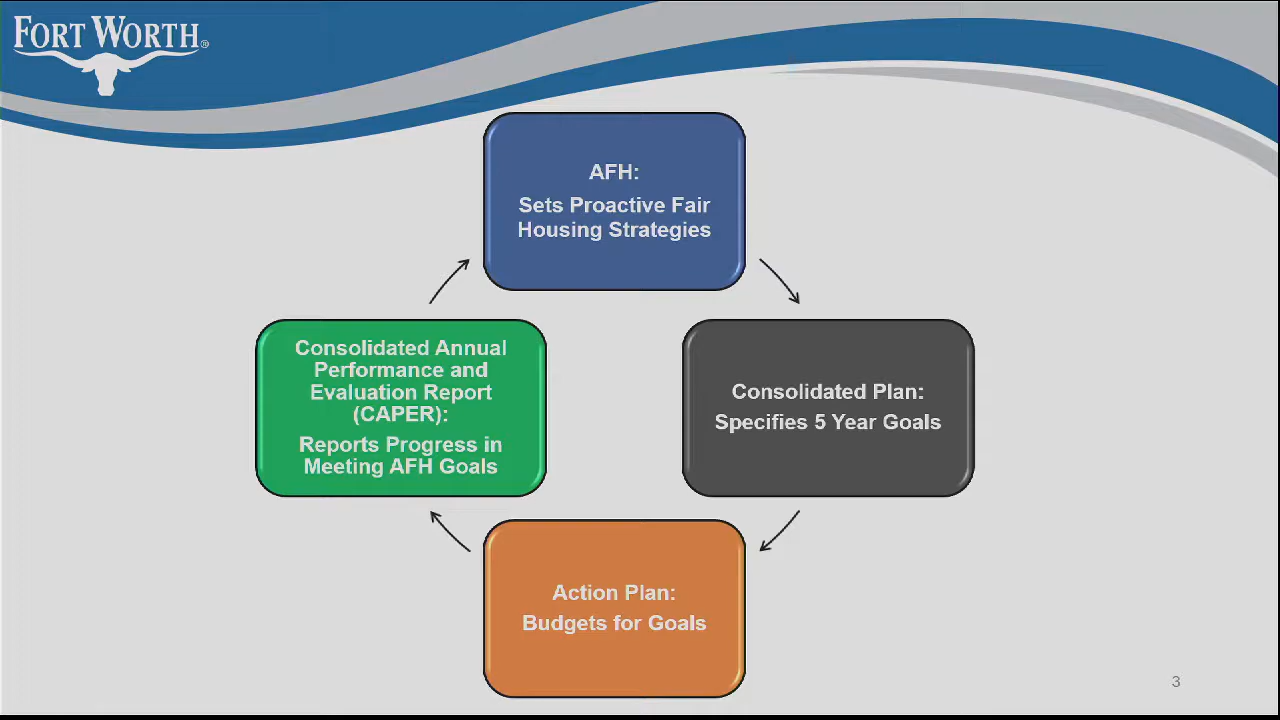 FORT WORTH®
AFH:
Sets Proactive Fair
Housing Strategies
Consolidated Annual
Performance and
Evaluation Report
(CAPER):
Reports Progress in
Meeting AFH Goals
Consolidated Plan:
Specifies 5 Year Goals
Action Plan:
Budgets for Goals
3